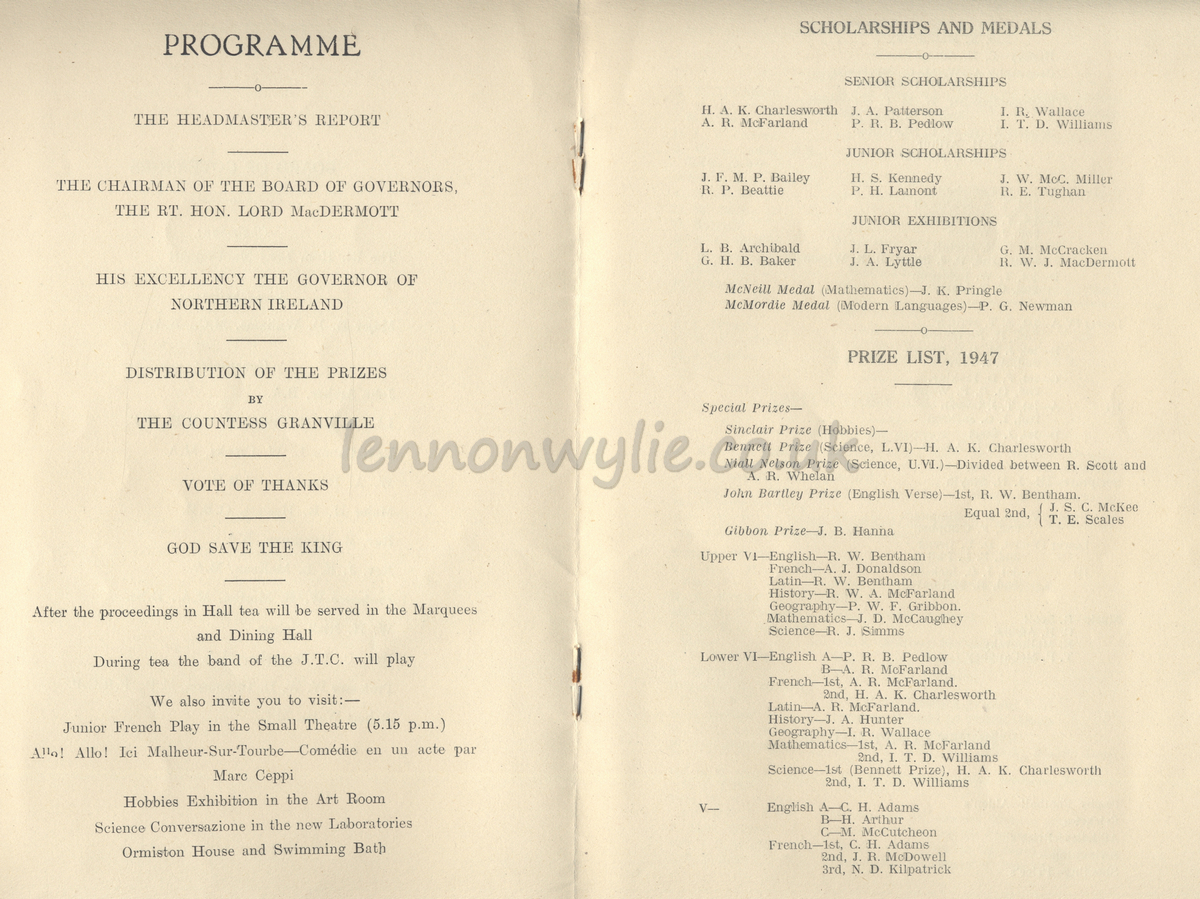 PROGRAMME
THE HEADMASTER'S REPORT
THE CHAIRMAN OF THE BOARD OF GOVERNORS,
THE RT. HON. LORD MacDERMOTT
HIS EXCELLENCY THE GOVERNOR OF
NORTHERN IRELAND
DISTRIBUTION OF THE PRIZES
BY
THE COUNTESS GRANVILLE
VOTE OF THANKS
GOD SAVE THE KING
After the proceedings in Hall tea will be served in the Marquees
and Dining Hall
During tea the band of the J.T.C. will play
We also invite you to visit:—
Junior French Play in the Small Theatre (5.15 p.m.)
Allo! Allo! Ici Malheur-Sur-Tourbe—Comédie en un acte par
Marc Ceppi
Hobbies Exhibition in the Art Room
Science Conversazione in the new Laboratories
Ormiston House and Swimming Bath
SCHOLARSHIPS AND MEDALS
SENIOR SCHOLARSHIPS
H. A. K. Charlesworth J. A. Patterson I. R. Wallace
A. R. McFarland P. R. B. Pedlow I. T. D. Williams
JUNIOR SCHOLARSHIPS
J. F. M. P. Bailey H. S. Kennedy J. W. McC. Miller
R. P. Beattie P. H. Lamont R. E. Tughan
JUNIOR EXHIBITIONS
L. B. Archibald J. L. Fryar G. M. McCracken
G. H. B. Baker J. A. Lyttle R. W. J. MacDermott
McNeill Medal (Mathematics)—J. K. Pringle
McMordie Medal (Modern Languages)—P. G. Newman
PRIZE LIST, 1947
Special Prizes—
Sinclair Prize (Hobbies)—
Bennett Prize (Science, L.VI)—H. A. K. Charlesworth
Niall Nelson Prize (Science, U.VI.)—Divided between R. Scott and
A. R. Whelan
John Bartley Prize (English Verse)—1st, R. W. Bentham.
Equal 2nd, { J. S. C. McKee
{ T. E. Scales
Gibbon Prize—J. B. Hanna
Upper VI—English—R. W. Bentham
French—A. J. Donaldson
Latin—R. W. Bentham
History—R. W. A. McFarland
Geography—P. W. F. Gribbon.
Mathematics—J. D. McCaughey
Science—R. J. Simms
Lower VI—English A—P. R. B. Pedlow
B—A. R. McFarland
French—1st, A. R. McFarland.
2nd, H. A. K. Charlesworth
Latin—A. R. McFarland.
History—J. A. Hunter
Geography—I. R. Wallace
Mathematics—1st, A. R. McFarland
2nd, I. T. D. Williams
Science—1st (Bennett Prize), H. A. K. Charlesworth
2nd, I. T. D. Williams
V— English A—C. H. Adams
B—H. Arthur
C—M. McCutcheon
French—1st, C. H. Adams
2nd, J. R. McDowell
3rd, N. D. Kilpatrick
lennonwylie.co.uk